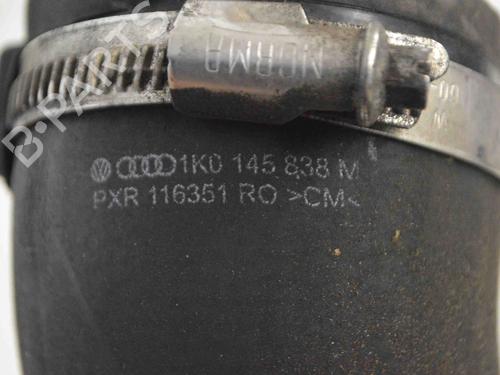 NORMA
B-PARTS
1K0 145 838 M
PXR 116351 RO >CM<